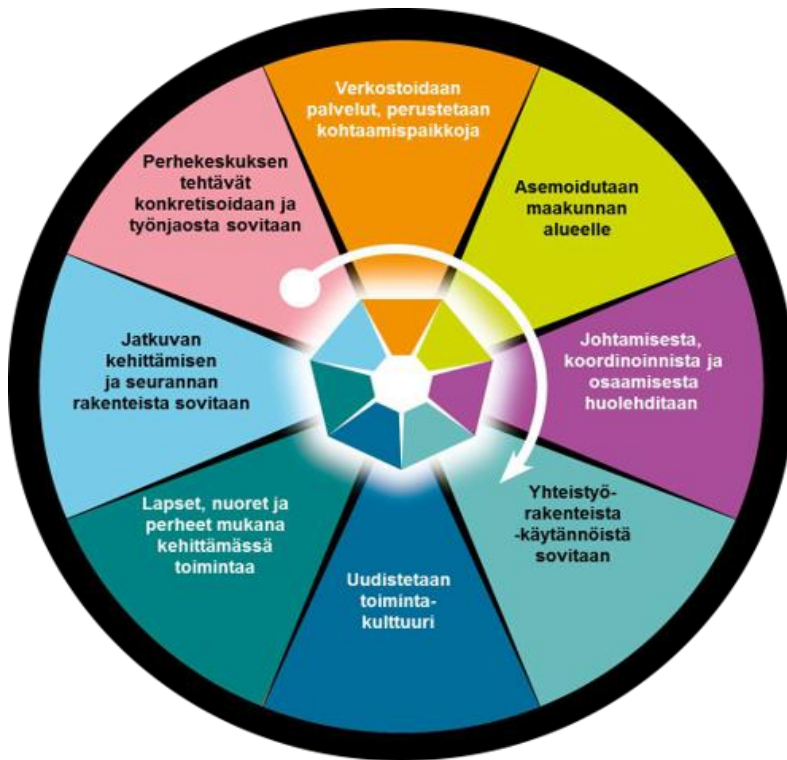 Verkostoidaan
palvelut, perustetaan
kohtaamispaikkoja
Asemoidutaan
maakunnan
alueelle
Johtamisesta,
koordinoinnista ja
osaamisesta
huolehditaan
Yhteistyö-
rakenteista
-käytännöistä
sovitaan
Uudistetaan
toiminta-
kulttuuri
Lapset, nuoret ja
perheet mukana
kehittämässä
toimintaa
Jatkuvan
kehittämisen
ja seurannan
rakenteista sovitaan
Perhekeskuksen
tehtävät
konkretisoidaan ja
työnjaosta sovitaan